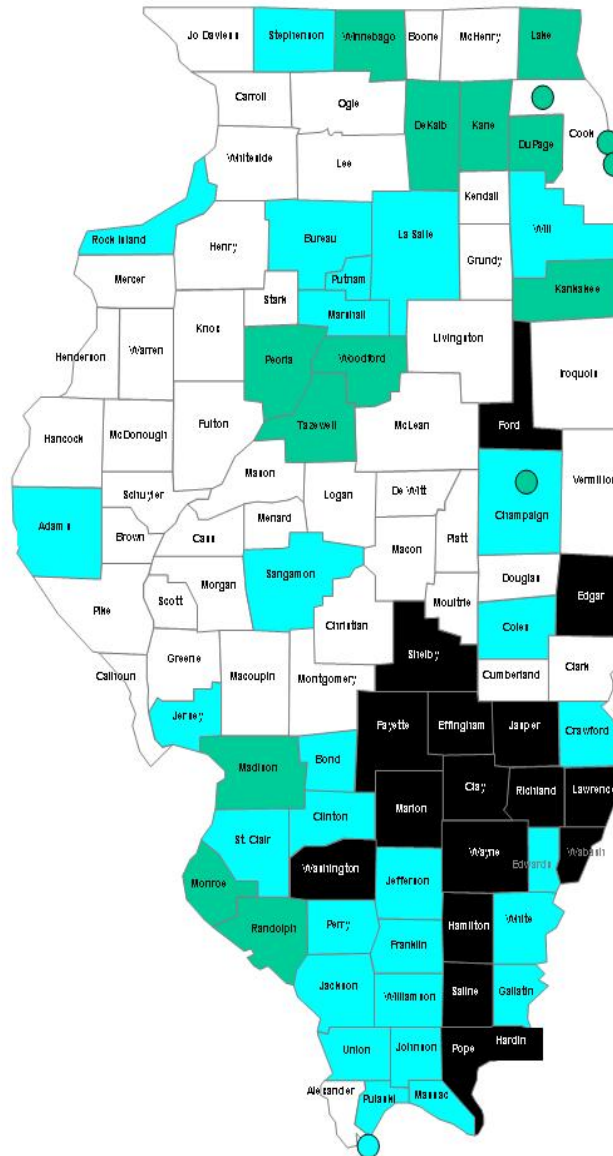 Jo Daviess
Stephenson
Winnebago
Boone
McHenry
Lake
Carroll
Ogle
DeKalb
Kane
Cook
DuPage
Whiteside
Lee
Kendall
Rock Island
Henry
Bureau
La Salle
Will
Putnam
Grundy
Mercer
Stark
Marshall
Kankakee
Knox
Livingston
Henderson
Warren
Peoria
Woodford
Iroquois
Hancock
McDonough
Fulton
Tazewell
McLean
Ford
Mason
Vermilion
Schuyler
Logan
De Witt
Champaign
Adams
Brown
Cass
Menard
Macon
Piatt
Sangamon
Douglas
Pike
Scott
Morgan
Moultrie
Edgar
Christian
Coles
Greene
Shelby
Calhoun
Macoupin
Montgomery
Cumberland
Clark
Jersey
Fayette
Effingham
Jasper
Crawford
Madison
Bond
Clay
Richland
Lawrence
Marion
Clinton
St. Clair
Washington
Wayne
Edwards
Wabash
Jefferson
Monroe
Randolph
Perry
Hamilton
White
Franklin
Jackson
Williamson
Saline
Gallatin
Union
Johnson
Pope
Hardin
Alexander
Pulaski
Massac